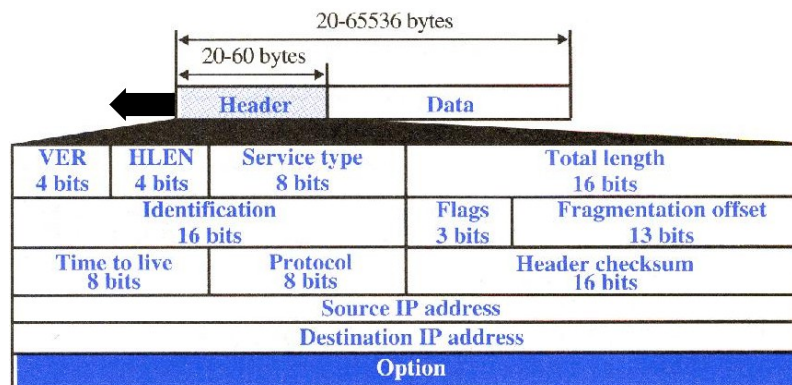 20-65536 bytes
20-60 bytes
Header Data
VER HLEN Service type Total length
4 bits 4 bits 8 bits 16 bits
Identification Flags Fragmentation offset
16 bits 3 bits 13 bits
Time to live Protocol Header checksum
8 bits 8 bits 16 bits
Source IP address
Destination IP address
Option